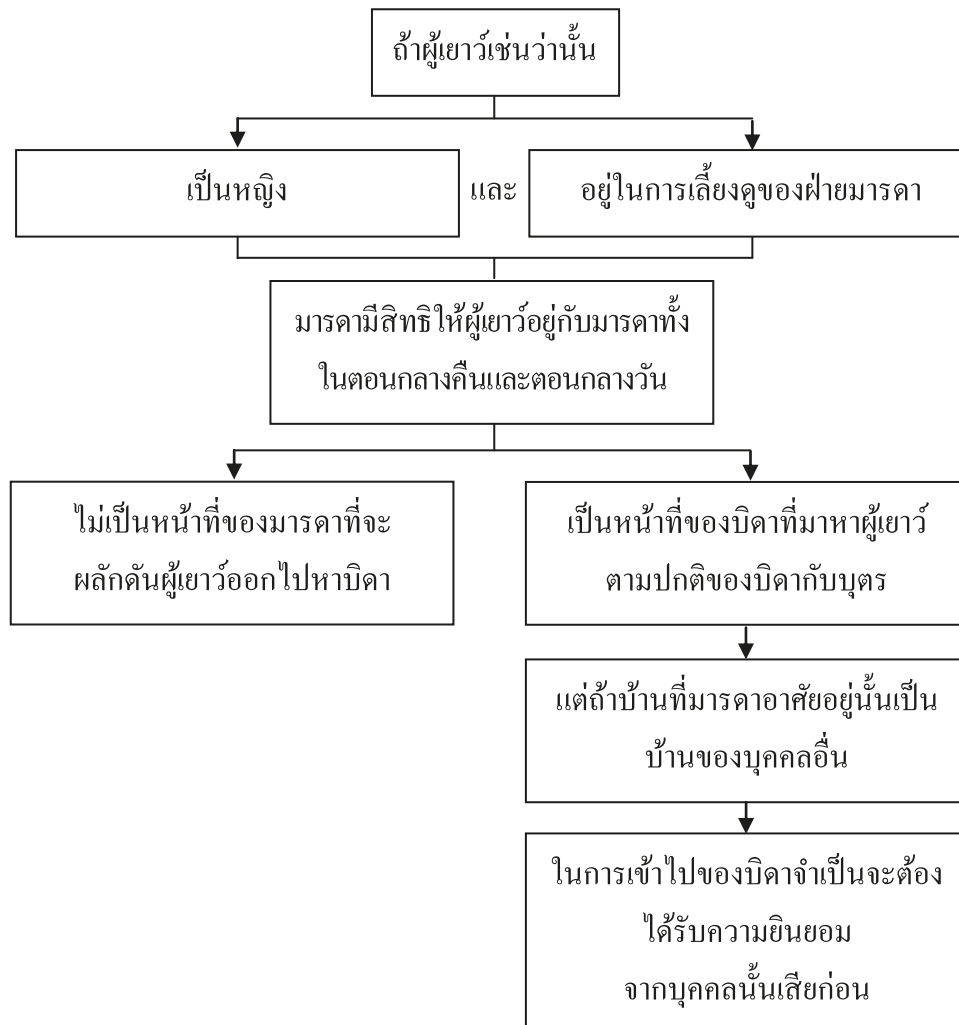 ถ้าผู้เยาว์เช่นว่านั้น
เป็นหญิง
และ
อยู่ในการเลี้ยงดูของฝ่ายมารดา
มารดามีสิทธิให้ผู้เยาว์อยู่กับมารดาทั้ง
ในตอนกลางคืนและตอนกลางวัน
ไม่เป็นหน้าที่ของมารดาที่จะ
ผลักดันผู้เยาว์ออกไปหาบิดา
เป็นหน้าที่ของบิดาที่มาหาผู้เยาว์
ตามปกติของบิดากับบุตร
แต่ถ้าบ้านที่มารดาอาศัยอยู่นั้นเป็น
บ้านของบุคคลอื่น
ในการเข้าไปของบิดาจำเป็นจะต้อง
ได้รับความยินยอม
จากบุคคลนั้นเสียก่อน